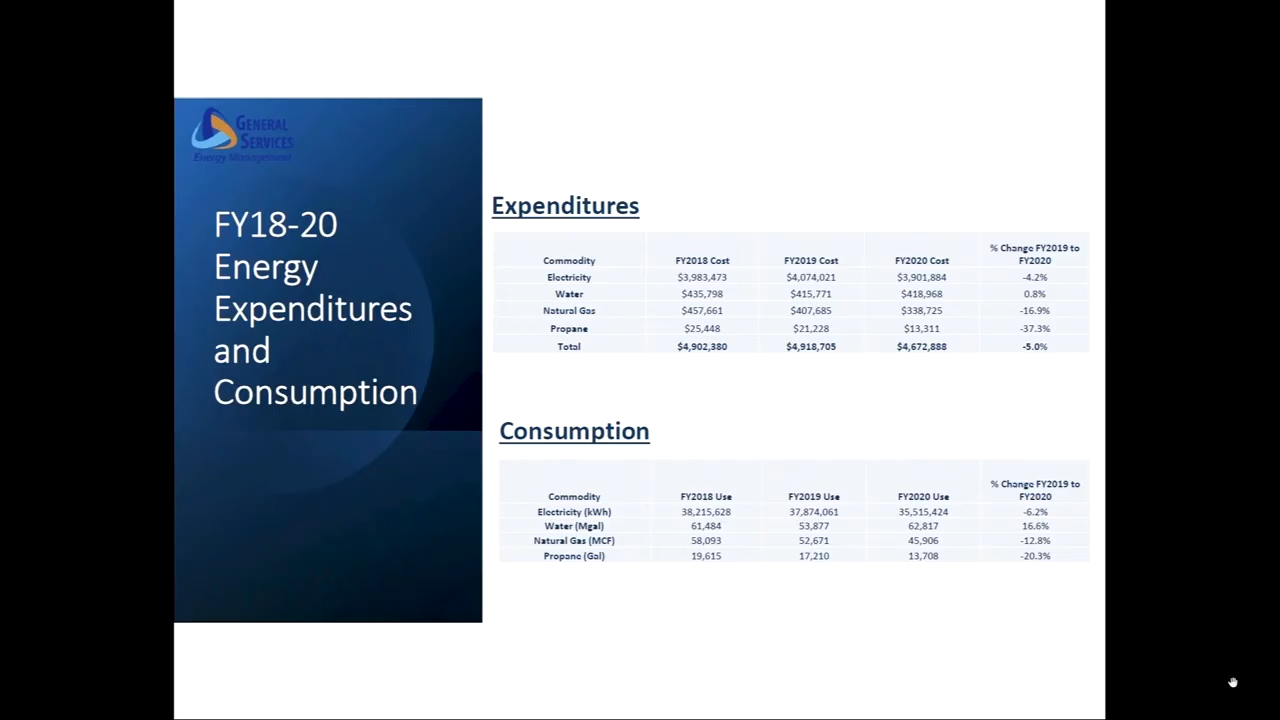 GENERAL
SERVICES
Energy Management
FY18-20
Energy
Expenditures
and
Consumption
Expenditures
Commodity FY2018 Cost FY2019 Cost FY2020 Cost % Change FY2019 to FY2020
Electricity $3,983,473 $4,074,021 $3,901,884 -4.2%
Water $435,798 $415,771 $418,968 0.8%
Natural Gas $457,661 $407,685 $338,725 -16.9%
Propane $25,448 $21,228 $13,311 -37.3%
Total $4,902,380 $4,918,705 $4,672,888 -5.0%
Consumption
Commodity FY2018 Use FY2019 Use FY2020 Use % Change FY2019 to FY2020
Electricity (kWh) 38,215,628 37,874,061 35,515,424 -6.2%
Water (Mgal) 61,484 53,877 62,817 16.6%
Natural Gas (MCF) 58,093 52,671 45,906 -12.8%
Propane (Gal) 19,615 17,210 13,708 -20.3%